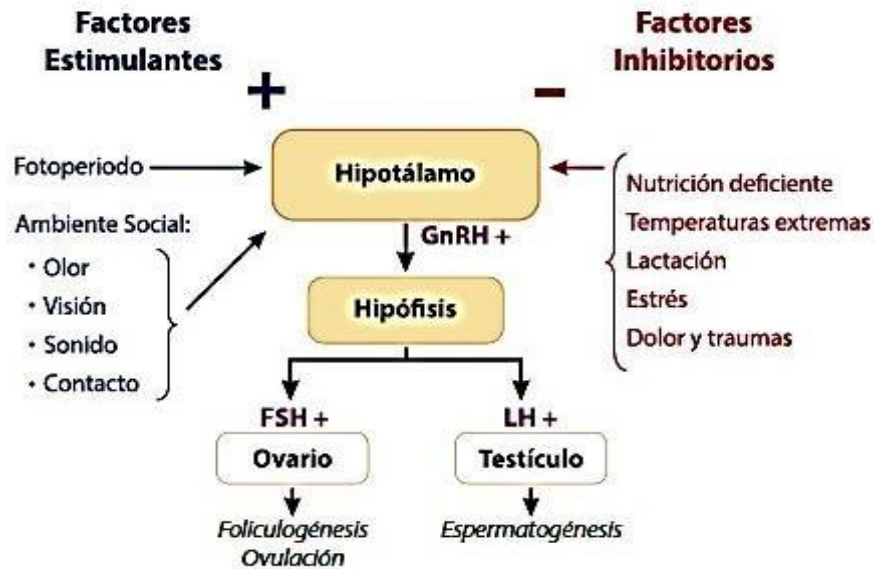 Factores
Estimulantes
+
Factores
Inhibitorios
-
Fotoperiodo
Hipotálamo
Ambiente Social:
• Olor
• Visión
• Sonido
• Contacto
Nutrición deficiente
Temperaturas extremas
Lactación
Estrés
Dolor y traumas
GnRH +
Hipófisis
FSH +
Ovario
Foliculogénesis
Ovulación
LH +
Testículo
Espermatogénesis